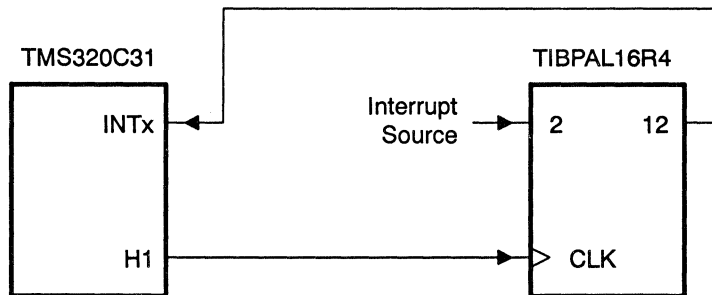 TMS320C31
TIBPAL16R4
INTx
Interrupt
Source
2
12
H1
CLK